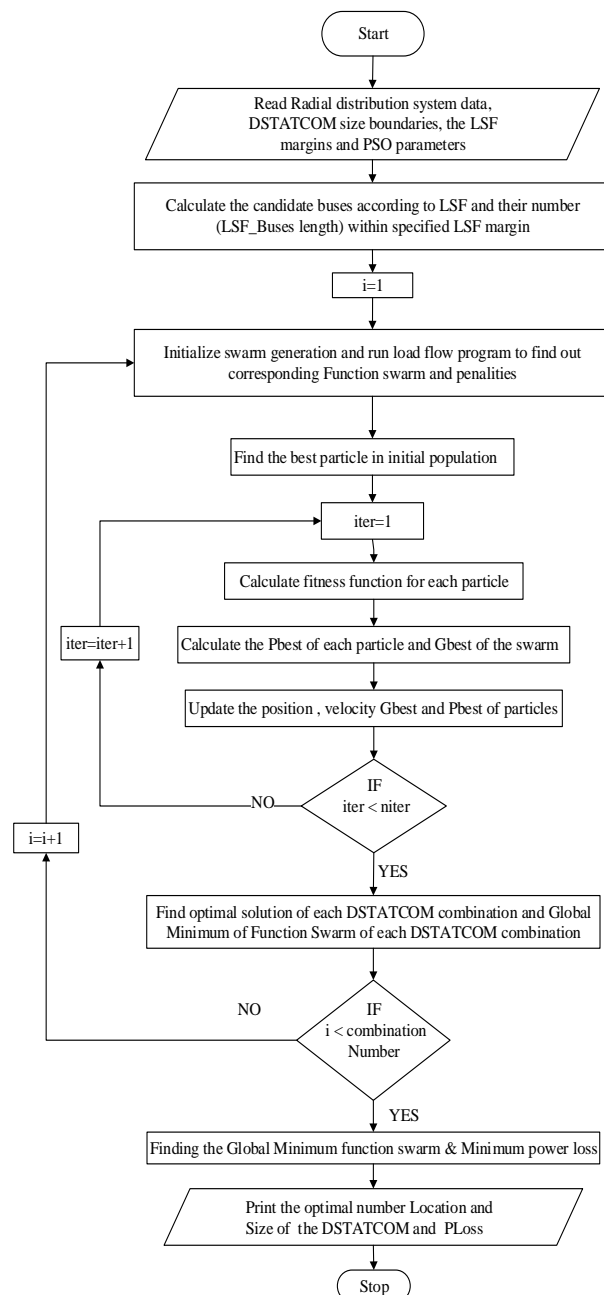 Start
Read Radial distribution system data,
DSTATCOM size boundaries, the LSF
margins and PSO parameters
Calculate the candidate buses according to LSF and their number
(LSF_Buses length) within specified LSF margin
i=1
Initialize swarm generation and run load flow program to find out
corresponding Function swarm and penalities
Find the best particle in initial population
iter=1
Calculate fitness function for each particle
iter=iter+1
Calculate the Pbest of each particle and Gbest of the swarm
Update the position , velocity Gbest and Pbest of particles
IF
iter < niter
NO
i=i+1
YES
Find optimal solution of each DSTATCOM combination and Global
Minimum of Function Swarm of each DSTATCOM combination
NO
IF
i < combination
Number
YES
Finding the Global Minimum function swarm & Minimum power loss
Print the optimal number Location and
Size of the DSTATCOM and PLoss
Stop